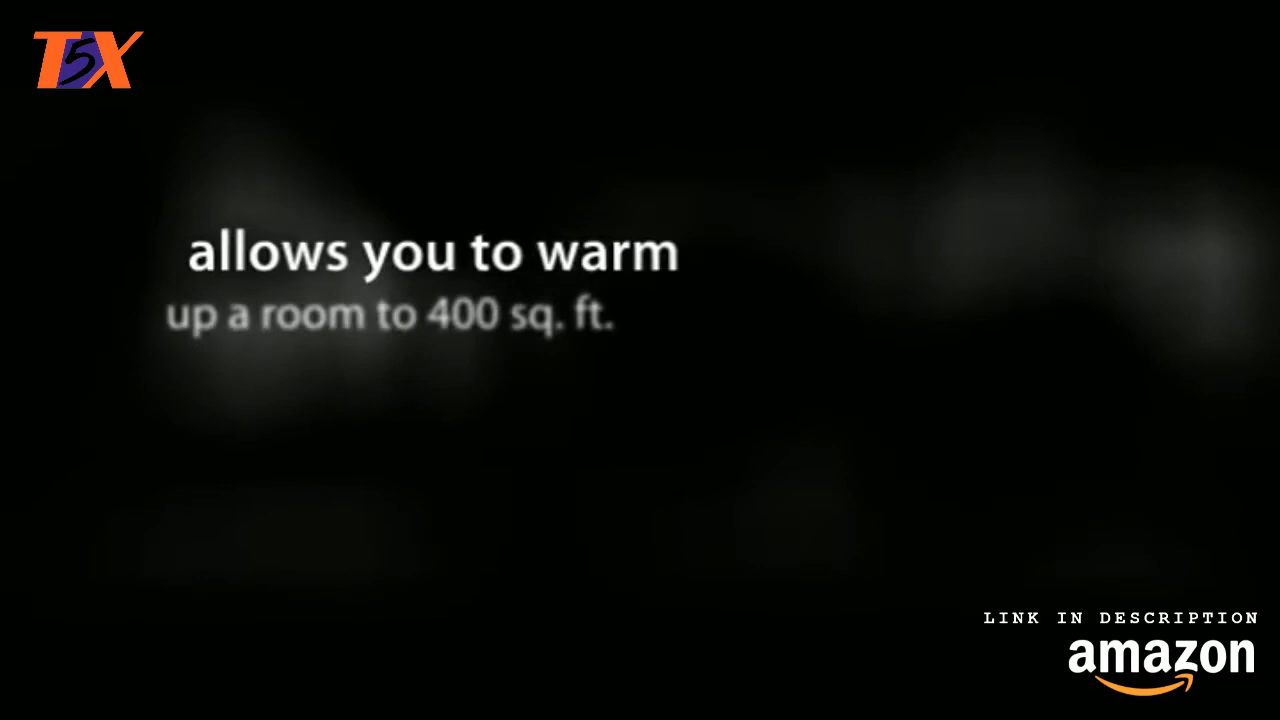 T5X
allows you to warm
up a room to 400 sq. ft.
LINK IN DESCRIPTION
amazon